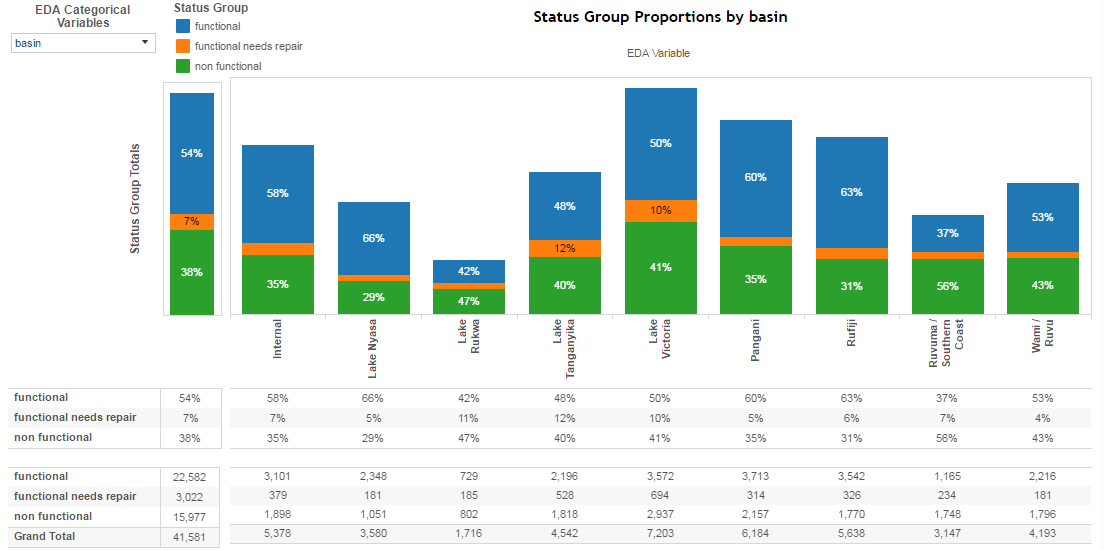 EDA Categorical
Variables
basin
Status Group
functional
functional needs repair
non functional
Status Group Proportions by basin
EDA Variable
Status Group Totals
54%
7%
38%
58%
35%
66%
29%
42%
47%
48%
12%
40%
50%
10%
41%
60%
35%
63%
31%
37%
56%
53%
43%
Internal
Lake Nyasa
Lake
Rukwa
Lake
Tanganyika
Lake
Victoria
Pangani
Rufiji
Ruvuma /
Southern
Coast
Wami /
Ruvu
functional 54% 58% 66% 42% 48% 50% 60% 63% 37% 53%
functional needs repair 7% 7% 5% 11% 12% 10% 5% 6% 7% 4%
non functional 38% 35% 29% 47% 40% 41% 35% 31% 56% 43%
functional 22,582 3,101 2,348 729 2,196 3,572 3,713 3,542 1,165 2,216
functional needs repair 3,022 379 181 185 528 694 314 326 234 181
non functional 15,977 1,898 1,051 802 1,818 2,937 2,157 1,770 1,748 1,796
Grand Total 41,581 5,378 3,580 1,716 4,542 7,203 6,184 5,638 3,147 4,193